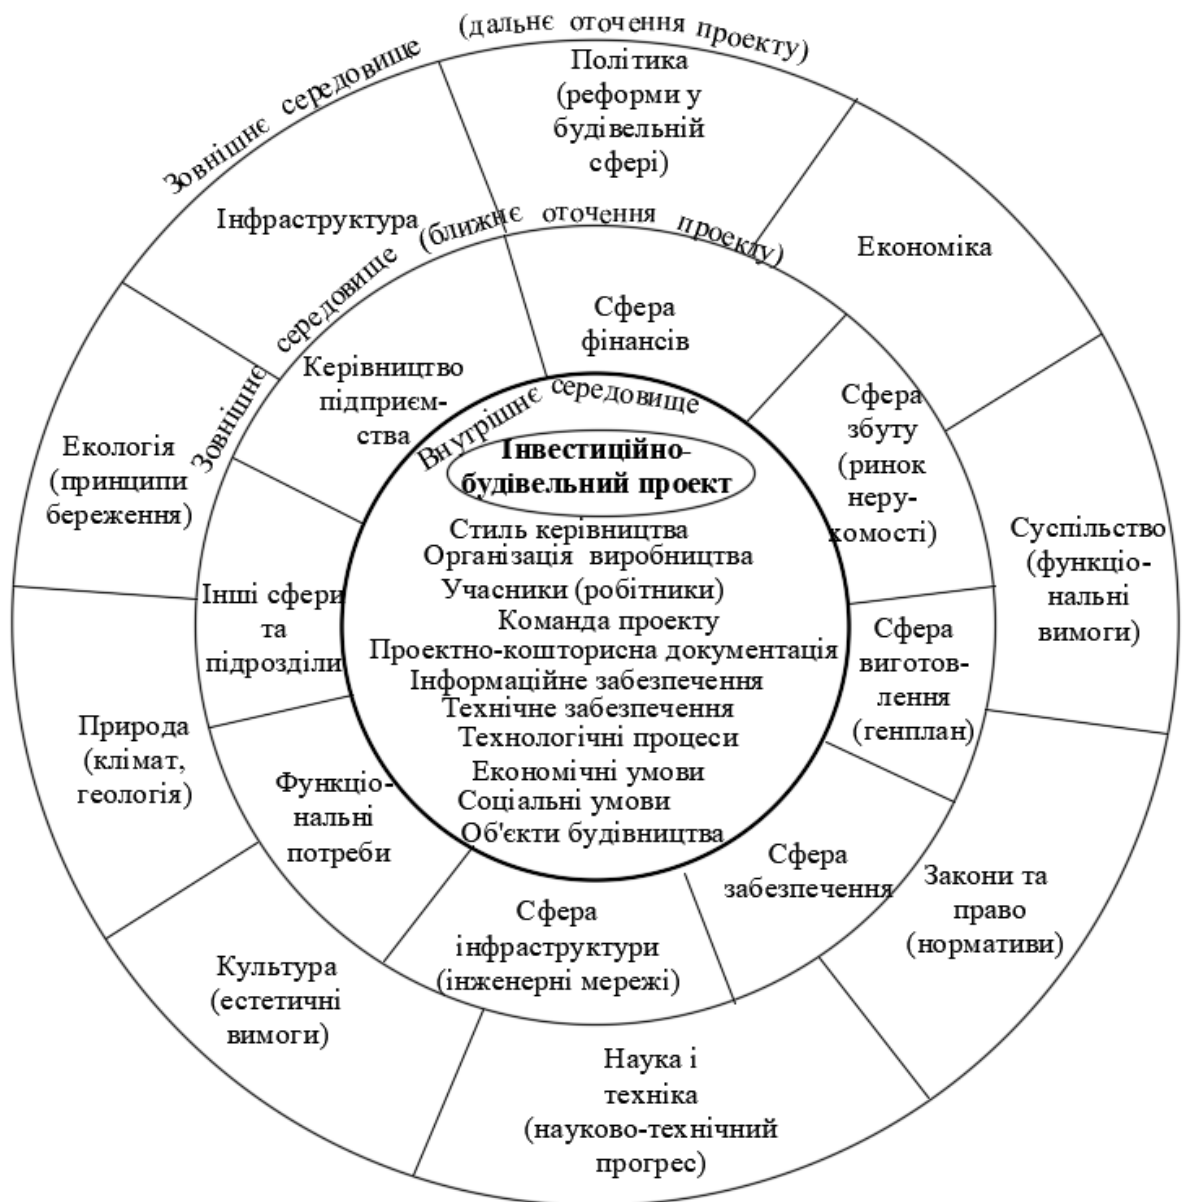 Зовнішнє середовище (дальнє оточення проекту)
Політика
(реформи у
будівельній
сфері)
Економіка
Суспільство
(функціо-
нальні
вимоги)
Закони та
право
(нормативи)
Наука і
техніка
(науково-технічний
прогрес)
Культура
(естетичні
вимоги)
Природа
(клімат,
геологія)
Екологія
(принципи
береження)
Інфраструктура
Зовнішнє середовище (ближнє оточення проекту)
Сфера
фінансів
Сфера
збуту
(ринок
неру-
хомості)
Сфера
виготов-
лення
(генплан)
Сфера
забезпечення
Сфера
інфраструктури
(інженерні мережі)
Функціо-
нальні
потреби
Інші сфери
та
підрозділи
Керівництво
підприєм-
ства
Внутрішнє середовище
Інвестиційно-
будівельний проект
Стиль керівництва
Організація виробництва
Учасники (робітники)
Команда проекту
Проектно-кошторисна документація
Інформаційне забезпечення
Технічне забезпечення
Технологічні процеси
Економічні умови
Соціальні умови
Об'єкти будівництва